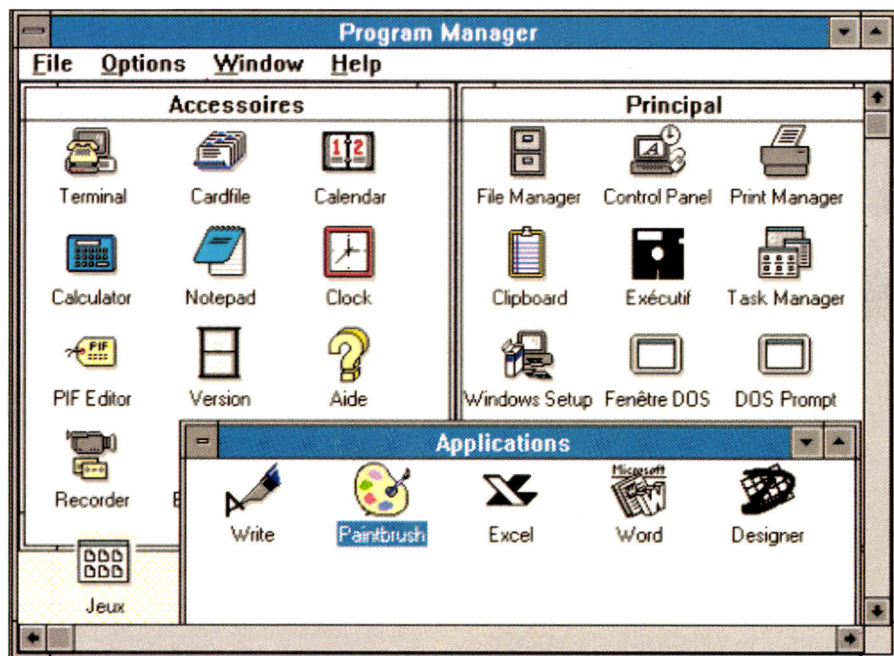 Program Manager
File Options Window Help
Accessoires
Terminal Cardfile Calendar
Calculator Notepad Clock
PIF
PIF Editor Version Aide
Recorder
Jeux
Principal
File Manager Control Panel Print Manager
Clipboard Exécutif Task Manager
Windows Setup Fenêtre DOS DOS Prompt
Applications
Microsoft
Write Paintbrush Excel Word Designer